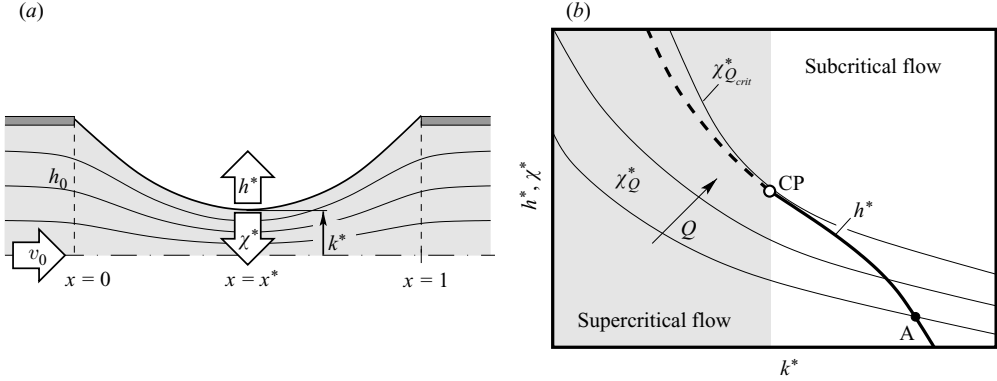 (a)
h₀
h*
χ*
k*
v₀
x = 0
x = x*
x = 1
(b)
χ*Qcrit
Subcritical flow
h*, χ*
CP
χ*Q
h*
Q
Supercritical flow
A
k*